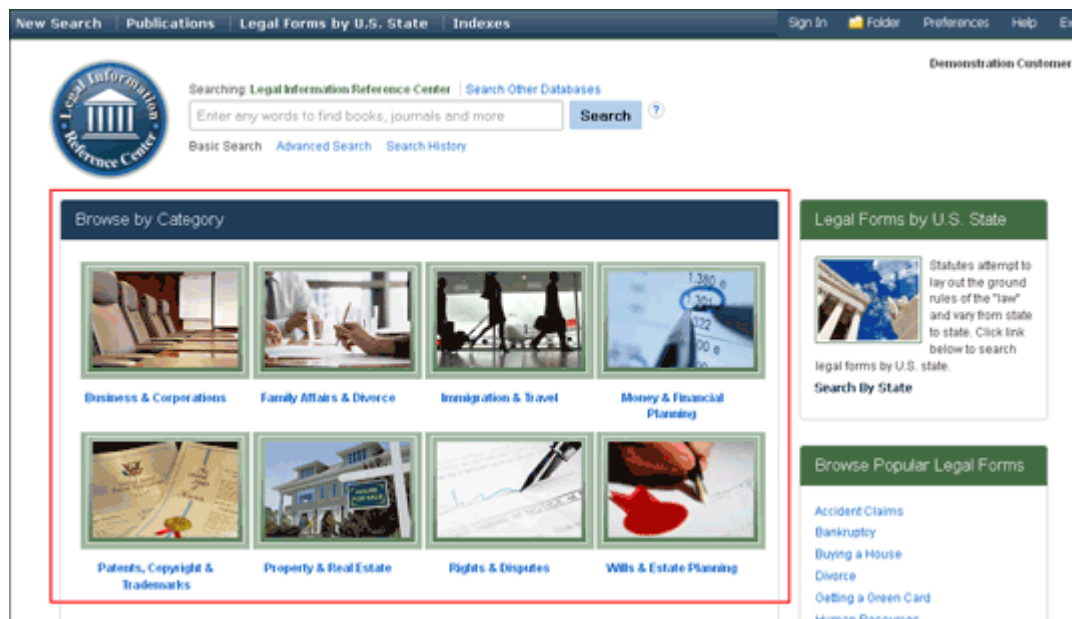 New Search Publications Legal Forms by U.S. State Indexes Sign In Folder Preferences Help
Demonstration Customer
Legal Information Reference Center
Searching: Legal Information Reference Center Search Other Databases
Enter any words to find books, journals and more Search ?
Basic Search Advanced Search Search History
Browse by Category
Business & Corporations Family Affairs & Divorce Immigration & Travel Money & Financial
Planning
HOUSE
FOR SALE
Patents, Copyright & Property & Real Estate Rights & Disputes Wills & Estate Planning
Trademarks
Legal Forms by U.S. State
Statutes attempt to
lay out the ground
rules of the "law"
and vary from state
to state. Click link
below to search
legal forms by U.S. state.
Search By State
Browse Popular Legal Forms
Accident Claims
Bankruptcy
Buying a House
Divorce
Getting a Green Card
Human Resources